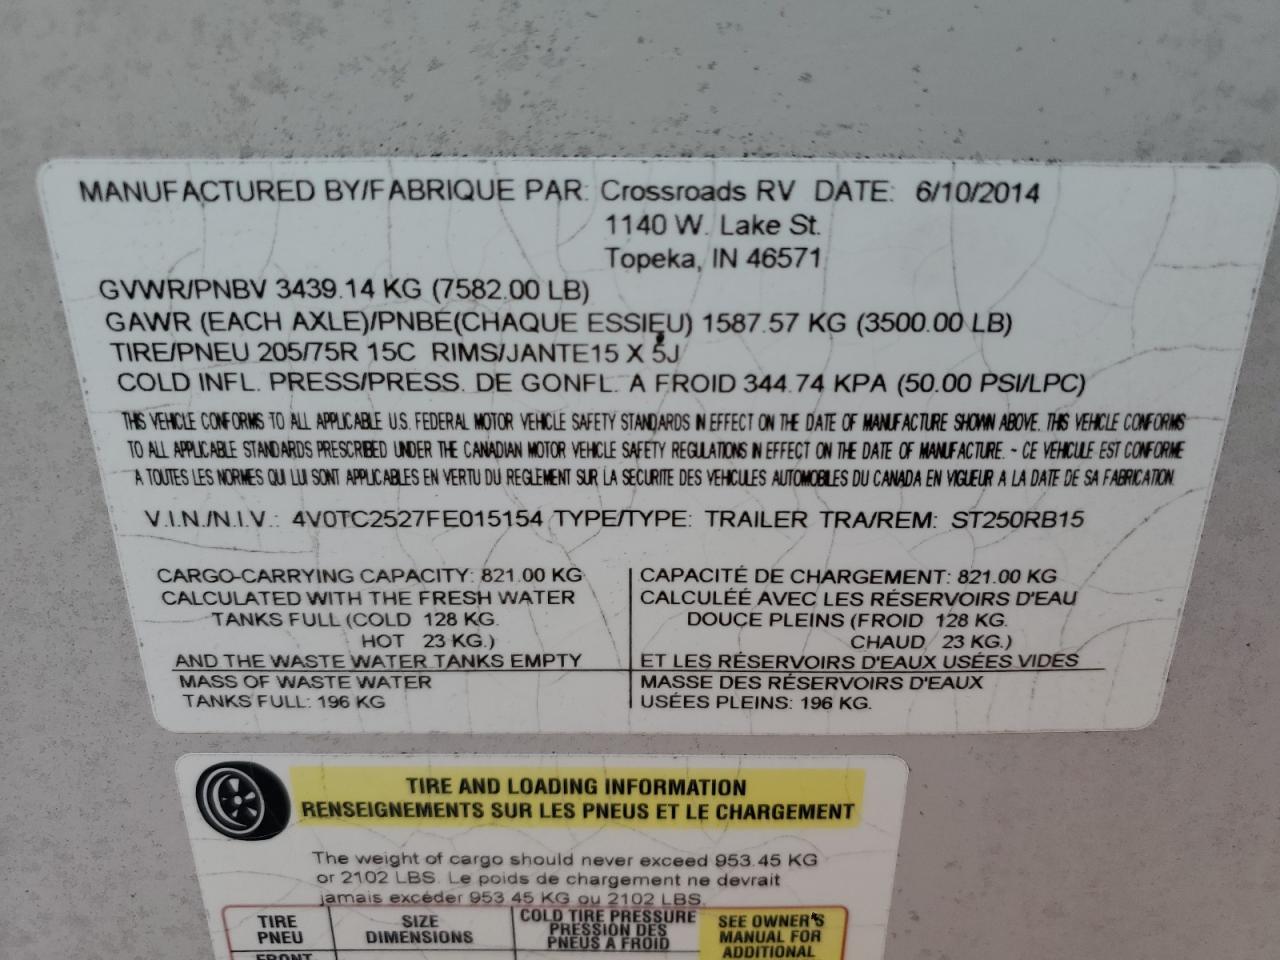 MANUFACTURED BY/FABRIQUE PAR: Crossroads RV DATE: 6/10/2014
1140 W. Lake St.
Topeka, IN 46571
GVWR/PNBV 3439.14 KG (7582.00 LB)
GAWR (EACH AXLE)/PNBE(CHAQUE ESSIEU) 1587.57 KG (3500.00 LB)
TIRE/PNEU 205/75R 15C RIMS/JANTE15 X 5J
COLD INFL. PRESS/PRESS. DE GONFL. A FROID 344.74 KPA (50.00 PSI/LPC)
THIS VEHICLE CONFORMS TO ALL APPLICABLE U.S. FEDERAL MOTOR VEHICLE SAFETY STANDARDS IN EFFECT ON THE DATE OF MANUFACTURE SHOWN ABOVE. THIS VEHICLE CONFORMS
TO ALL APPLICABLE STANDARDS PRESCRIBED UNDER THE CANADIAN MOTOR VEHICLE SAFETY REGULATIONS IN EFFECT ON THE DATE OF MANUFACTURE. ~ CE VEHICULE EST CONFORME
A TOUTES LES NORMES QUI LUI SONT APPLICABLES EN VERTU DU REGLEMENT SUR LA SECURITE DES VEHICULES AUTOMOBILES DU CANADA EN VIGUEUR A LA DATE DE SA FABRICATION.
V.I.N./N.I.V.: 4V0TC2527FE015154 TYPE/TYPE: TRAILER TRA/REM: ST250RB15
CARGO-CARRYING CAPACITY: 821.00 KG
CALCULATED WITH THE FRESH WATER
TANKS FULL (COLD 128 KG.
HOT 23 KG.)
AND THE WASTE WATER TANKS EMPTY
MASS OF WASTE WATER
TANKS FULL: 196 KG
CAPACITÉ DE CHARGEMENT: 821.00 KG
CALCULÉE AVEC LES RÉSERVOIRS D'EAU
DOUCE PLEINS (FROID 128 KG.
CHAUD 23 KG.)
ET LES RÉSERVOIRS D'EAUX USÉES VIDES
MASSE DES RÉSERVOIRS D'EAUX
USÉES PLEINS: 196 KG.
TIRE AND LOADING INFORMATION
RENSEIGNEMENTS SUR LES PNEUS ET LE CHARGEMENT
The weight of cargo should never exceed 953.45 KG
or 2102 LBS. Le poids de chargement ne devrait
jamais excéder 953.45 KG ou 2102 LBS.
TIRE
PNEU
SIZE
DIMENSIONS
COLD TIRE PRESSURE
PRESSION DES
PNEUS A FROID
SEE OWNER'S
MANUAL FOR
ADDITIONAL
FRONT